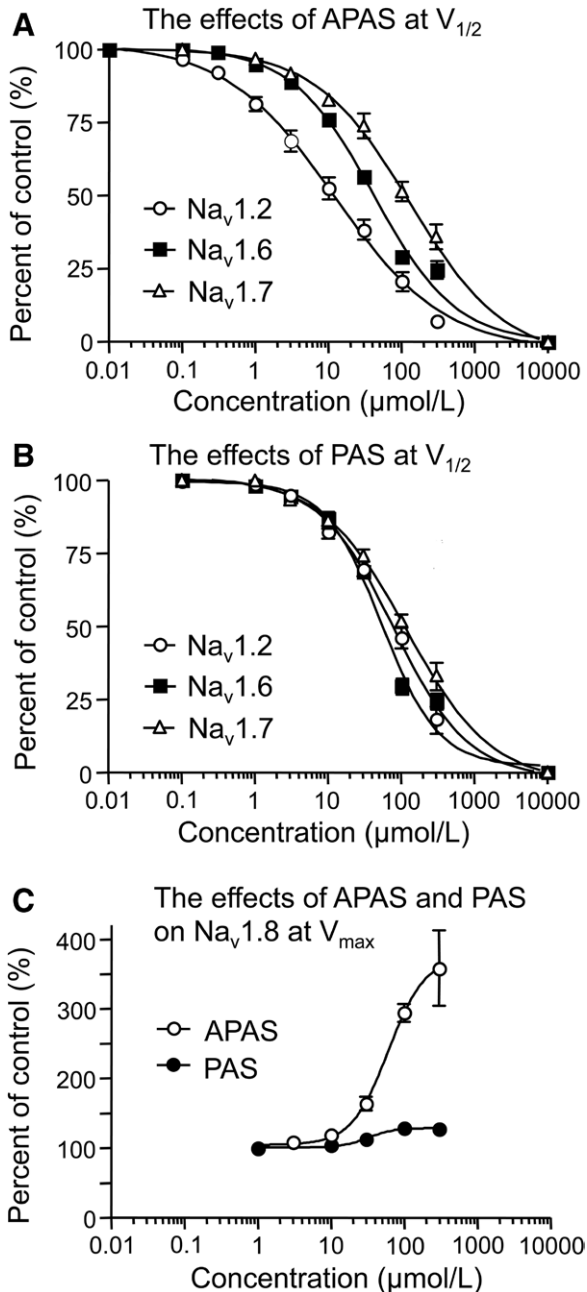 A
The effects of APAS at V1/2
Percent of control (%)
100
75
50
25
0
Nav1.2
Nav1.6
Nav1.7
0.01 0.1 1 10 100 1000 10000
Concentration (μmol/L)
B
The effects of PAS at V1/2
Percent of control (%)
100
75
50
25
0
Nav1.2
Nav1.6
Nav1.7
0.01 0.1 1 10 100 1000 10000
Concentration (μmol/L)
C
The effects of APAS and PAS
on Nav1.8 at Vmax
Percent of control (%)
400
300
200
100
0
APAS
PAS
0.01 0.1 1 10 100 1000 10000
Concentration (μmol/L)